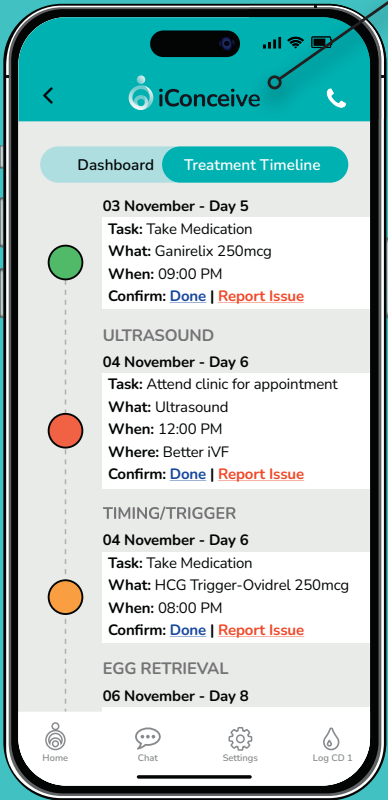 iConceive
Dashboard
Treatment Timeline
03 November - Day 5
Task: Take Medication
What: Ganirelix 250mcg
When: 09:00 PM
Confirm: Done | Report Issue
ULTRASOUND
04 November - Day 6
Task: Attend clinic for appointment
What: Ultrasound
When: 12:00 PM
Where: Better iVF
Confirm: Done | Report Issue
TIMING/TRIGGER
04 November - Day 6
Task: Take Medication
What: HCG Trigger-Ovidrel 250mcg
When: 08:00 PM
Confirm: Done | Report Issue
EGG RETRIEVAL
06 November - Day 8
Home
Chat
Settings
Log CD 1